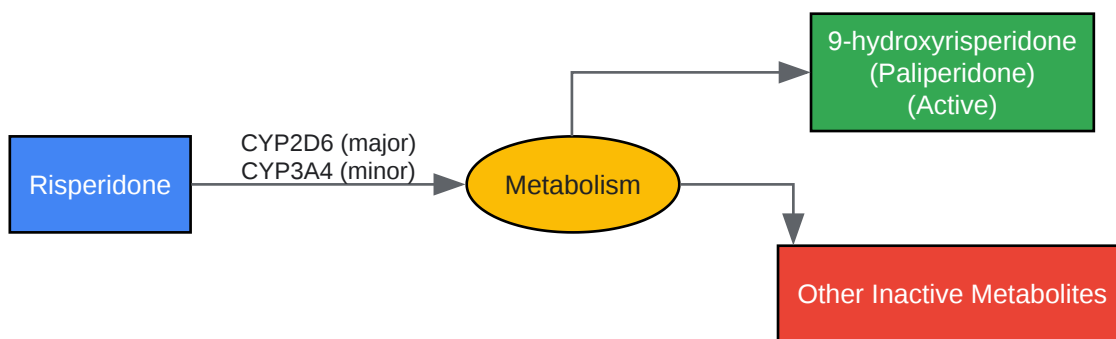 Risperidone
CYP2D6 (major)
CYP3A4 (minor)
Metabolism
9-hydroxyrisperidone
(Paliperidone)
(Active)
Other Inactive Metabolites